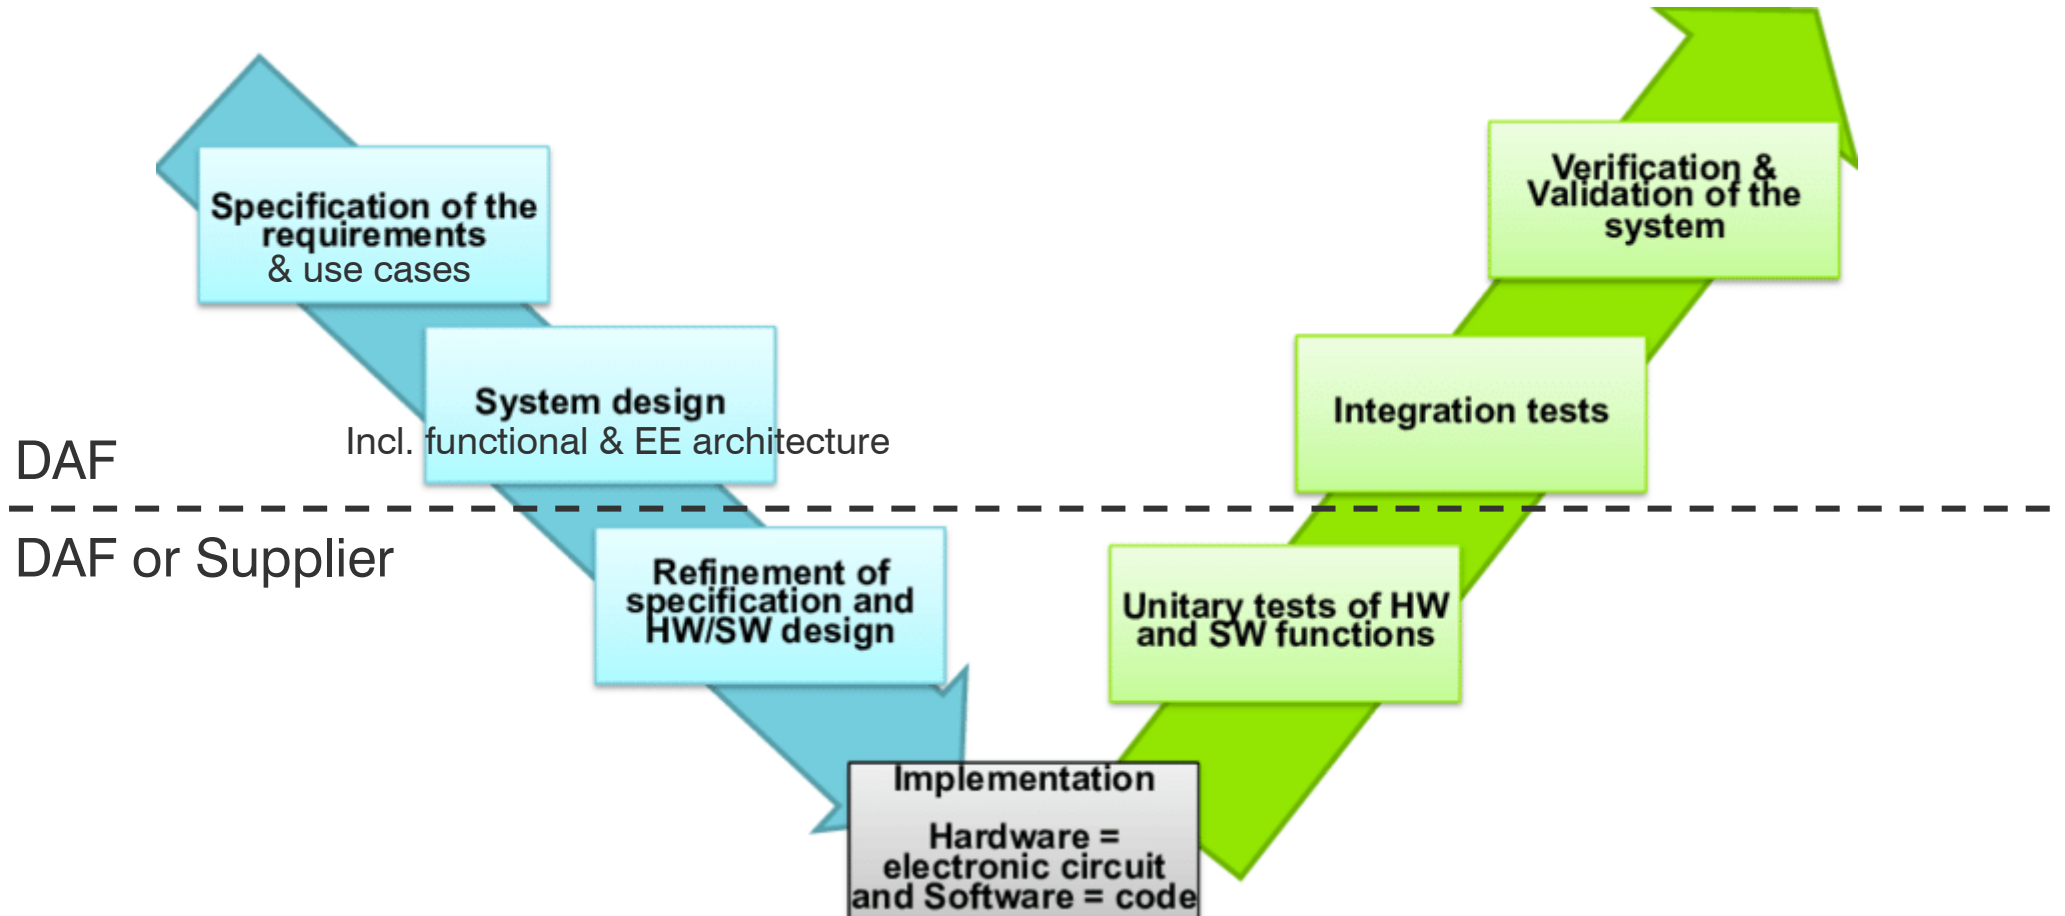 Specification of the
requirements
& use cases
System design
Incl. functional & EE architecture
DAF
DAF or Supplier
Refinement of
specification and
HW/SW design
Implementation
Hardware =
electronic circuit
and Software = code
Unitary tests of HW
and SW functions
Integration tests
Verification &
Validation of the
system